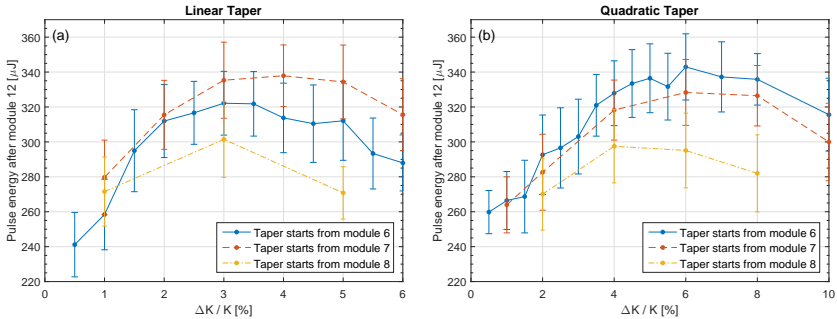 Linear Taper
(a)
Pulse energy after module 12 [μJ]
360
340
320
300
280
260
240
220
0 1 2 3 4 5 6
ΔK / K [%]
Taper starts from module 6
Taper starts from module 7
Taper starts from module 8
Quadratic Taper
(b)
Pulse energy after module 12 [μJ]
360
340
320
300
280
260
240
220
0 2 4 6 8 10
ΔK / K [%]
Taper starts from module 6
Taper starts from module 7
Taper starts from module 8